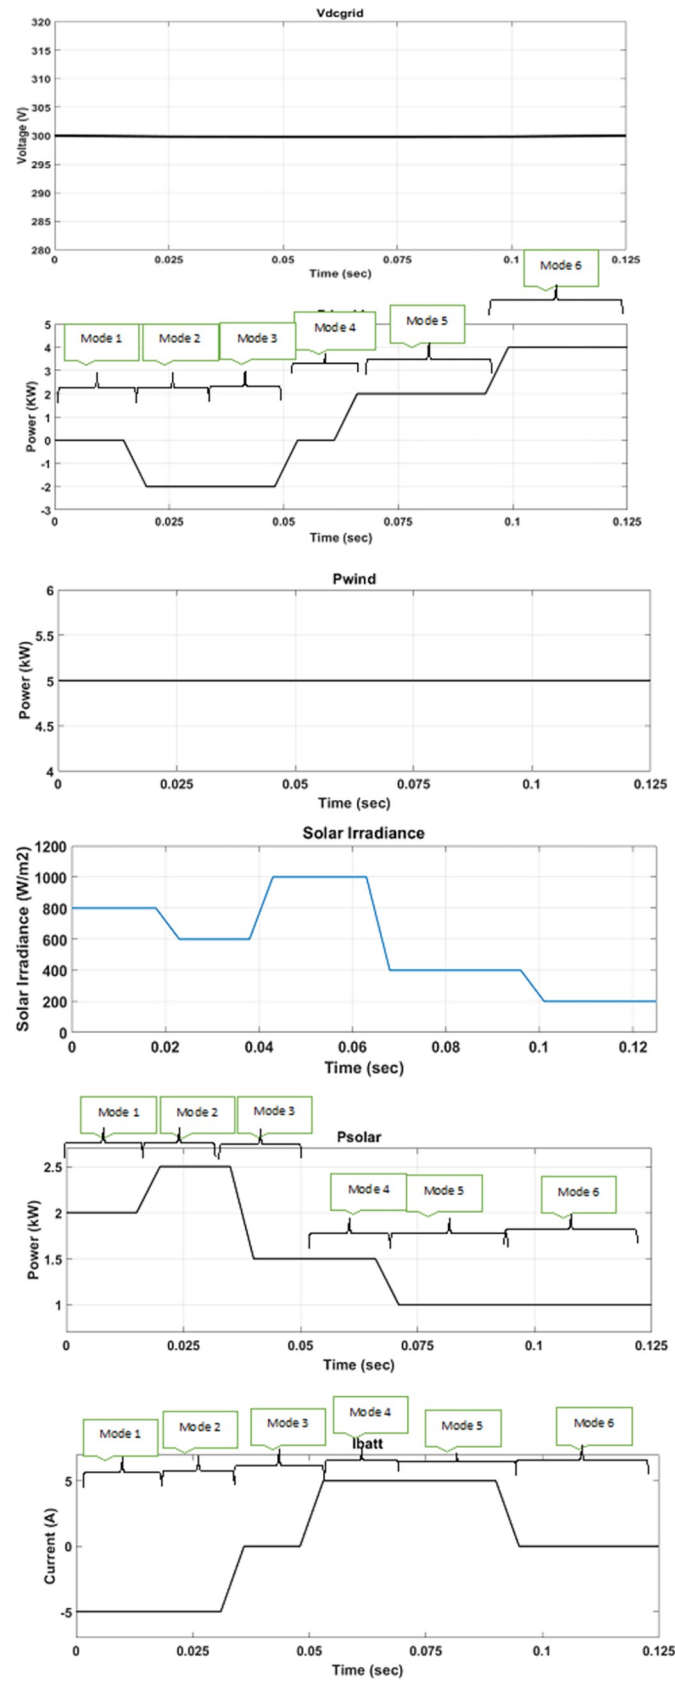 Vdcgrid
320
315
310
305
300
295
290
285
280
Voltage (V)
0 0.025 0.05 0.075 0.1 0.125
Time (sec)
Mode 6
Mode 1 Mode 2 Mode 3 Mode 4 Mode 5
5
4
3
2
1
0
-1
-2
-3
Power (KW)
0 0.025 0.05 0.075 0.1 0.125
Time (sec)
Pwind
6
5.5
5
4.5
4
Power (kW)
0 0.025 0.05 0.075 0.1 0.125
Time (sec)
Solar Irradiance
1200
1000
800
600
400
200
0
Solar Irradiance (W/m2)
0 0.02 0.04 0.06 0.08 0.1 0.12
Time (sec)
Mode 1 Mode 2 Mode 3
Psolar
2.5
2
1.5
1
Power (kW)
Mode 4 Mode 5 Mode 6
0 0.025 0.05 0.075 0.1 0.125
Time (sec)
Mode 1 Mode 2 Mode 3 Mode 4 Mode 5 Mode 6
Ibatt
5
0
-5
Current (A)
0 0.025 0.05 0.075 0.1 0.125
Time (sec)